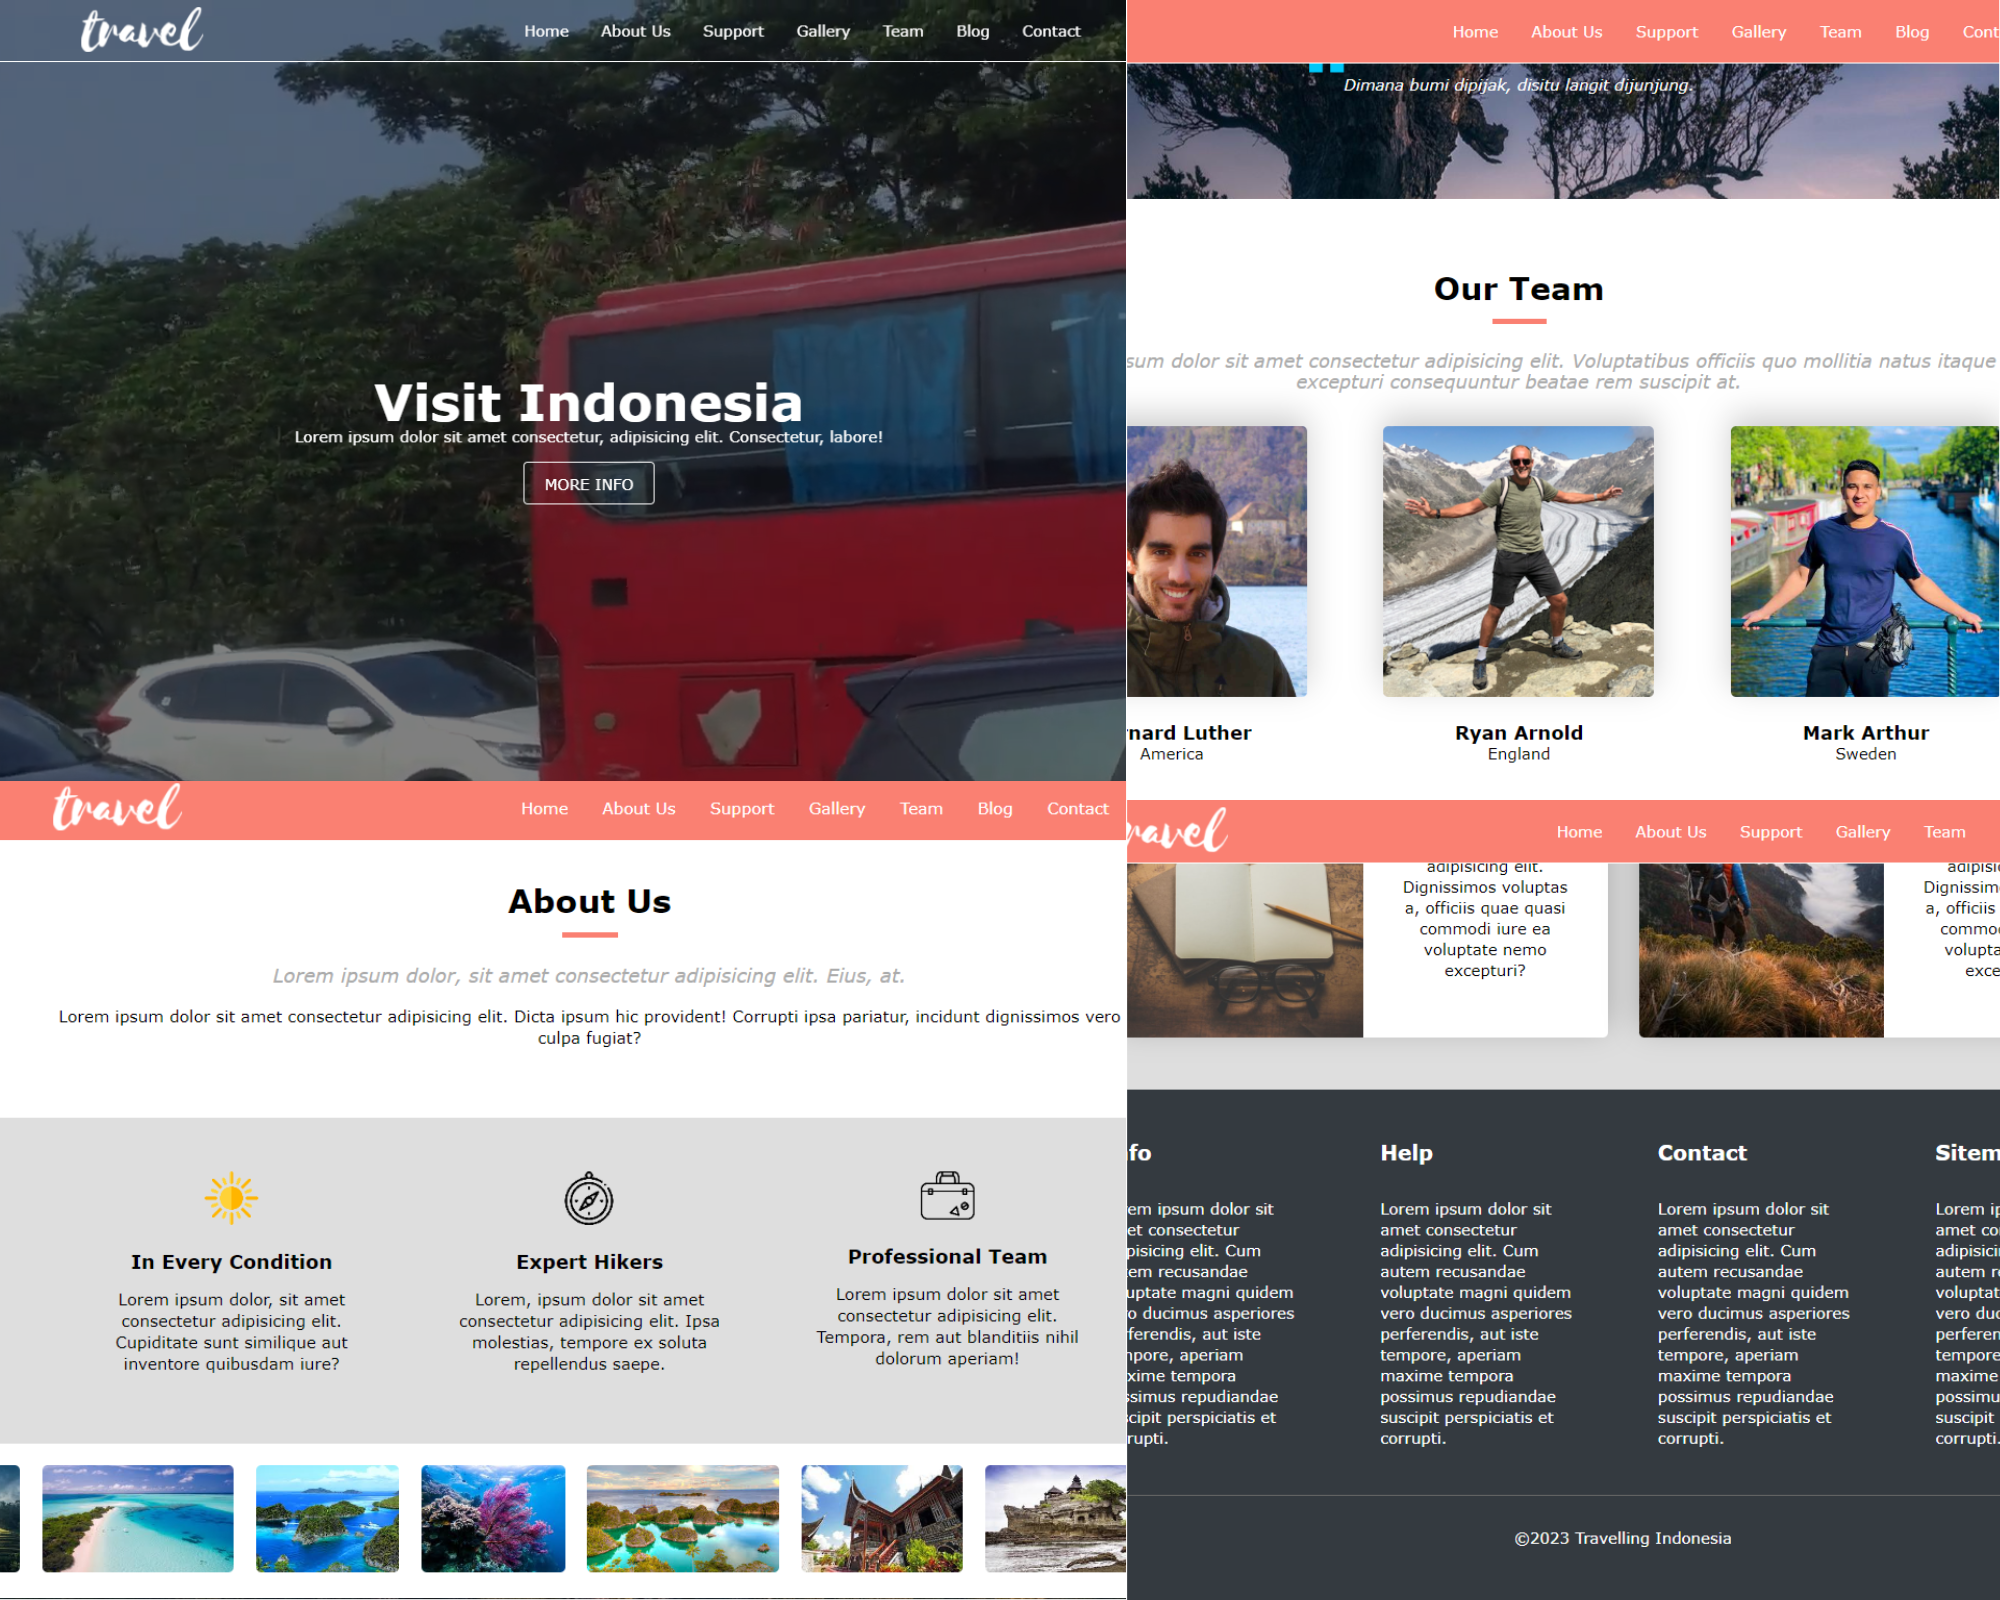 travel
Home About Us Support Gallery Team Blog Contact
Visit Indonesia
Lorem ipsum dolor sit amet consectetur, adipisicing elit. Consectetur, labore!
MORE INFO
travel
Home About Us Support Gallery Team Blog Contact
About Us
Lorem ipsum dolor, sit amet consectetur adipisicing elit. Eius, at.
Lorem ipsum dolor sit amet consectetur adipisicing elit. Dicta ipsum hic provident! Corrupti ipsa pariatur, incidunt dignissimos vero
culpa fugiat?
In Every Condition
Lorem ipsum dolor, sit amet
consectetur adipisicing elit.
Cupiditate sunt similique aut
inventore quibusdam iure?
Expert Hikers
Lorem, ipsum dolor sit amet
consectetur adipisicing elit. Ipsa
molestias, tempore ex soluta
repellendus saepe.
Professional Team
Lorem ipsum dolor sit amet
consectetur adipisicing elit.
Tempora, rem aut blanditiis nihil
dolorum aperiam!
Home About Us Support Gallery Team Blog Cont
Dimana bumi dipijak, disitu langit dijunjung.
Our Team
sum dolor sit amet consectetur adipisicing elit. Voluptatibus officiis quo mollitia natus itaque
excepturi consequuntur beatae rem suscipit at.
nard Luther
America
Ryan Arnold
England
Mark Arthur
Sweden
ravel
Home About Us Support Gallery Team
adipisicing elit.
Dignissimos voluptas
a, officiis quae quasi
commodi iure ea
voluptate nemo
excepturi?
adipisi
Dignissim
a, officiis
commo
volupta
exce
fo
em ipsum dolor sit
et consectetur
pisicing elit. Cum
em recusandae
uptate magni quidem
o ducimus asperiores
ferendis, aut iste
pore, aperiam
xime tempora
ssimus repudiandae
cipit perspiciatis et
rupti.
Help
Lorem ipsum dolor sit
amet consectetur
adipisicing elit. Cum
autem recusandae
voluptate magni quidem
vero ducimus asperiores
perferendis, aut iste
tempore, aperiam
maxime tempora
possimus repudiandae
suscipit perspiciatis et
corrupti.
Contact
Lorem ipsum dolor sit
amet consectetur
adipisicing elit. Cum
autem recusandae
voluptate magni quidem
vero ducimus asperiores
perferendis, aut iste
tempore, aperiam
maxime tempora
possimus repudiandae
suscipit perspiciatis et
corrupti.
Sitem
Lorem ip
amet co
adipisici
autem r
voluptat
vero duc
perferen
tempore
maxime
possimu
suscipit
corrupti.
©2023 Travelling Indonesia